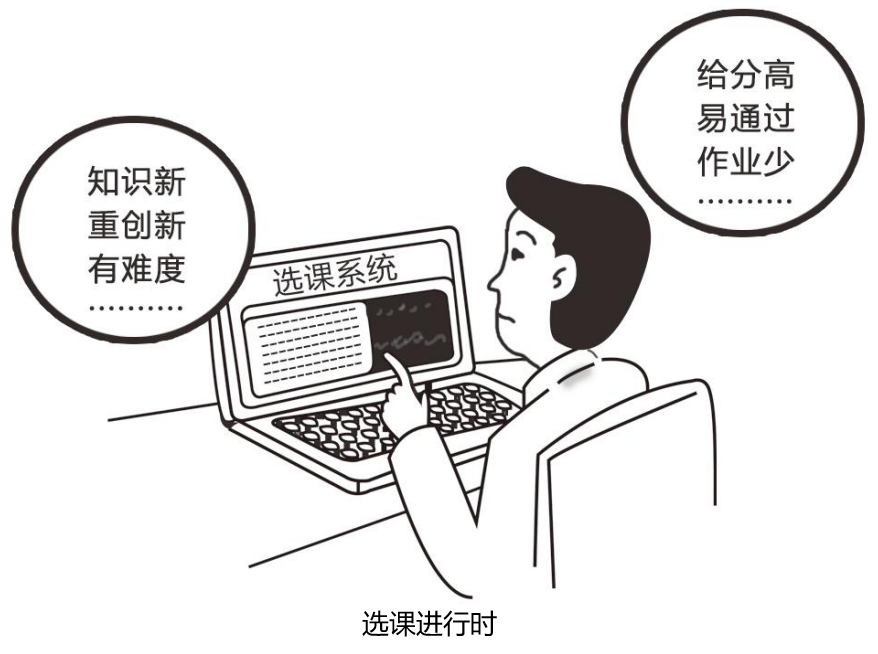 给分高
易通过
作业少
..........
知识新
重创新
有难度
..........
选课系统
选课进行时